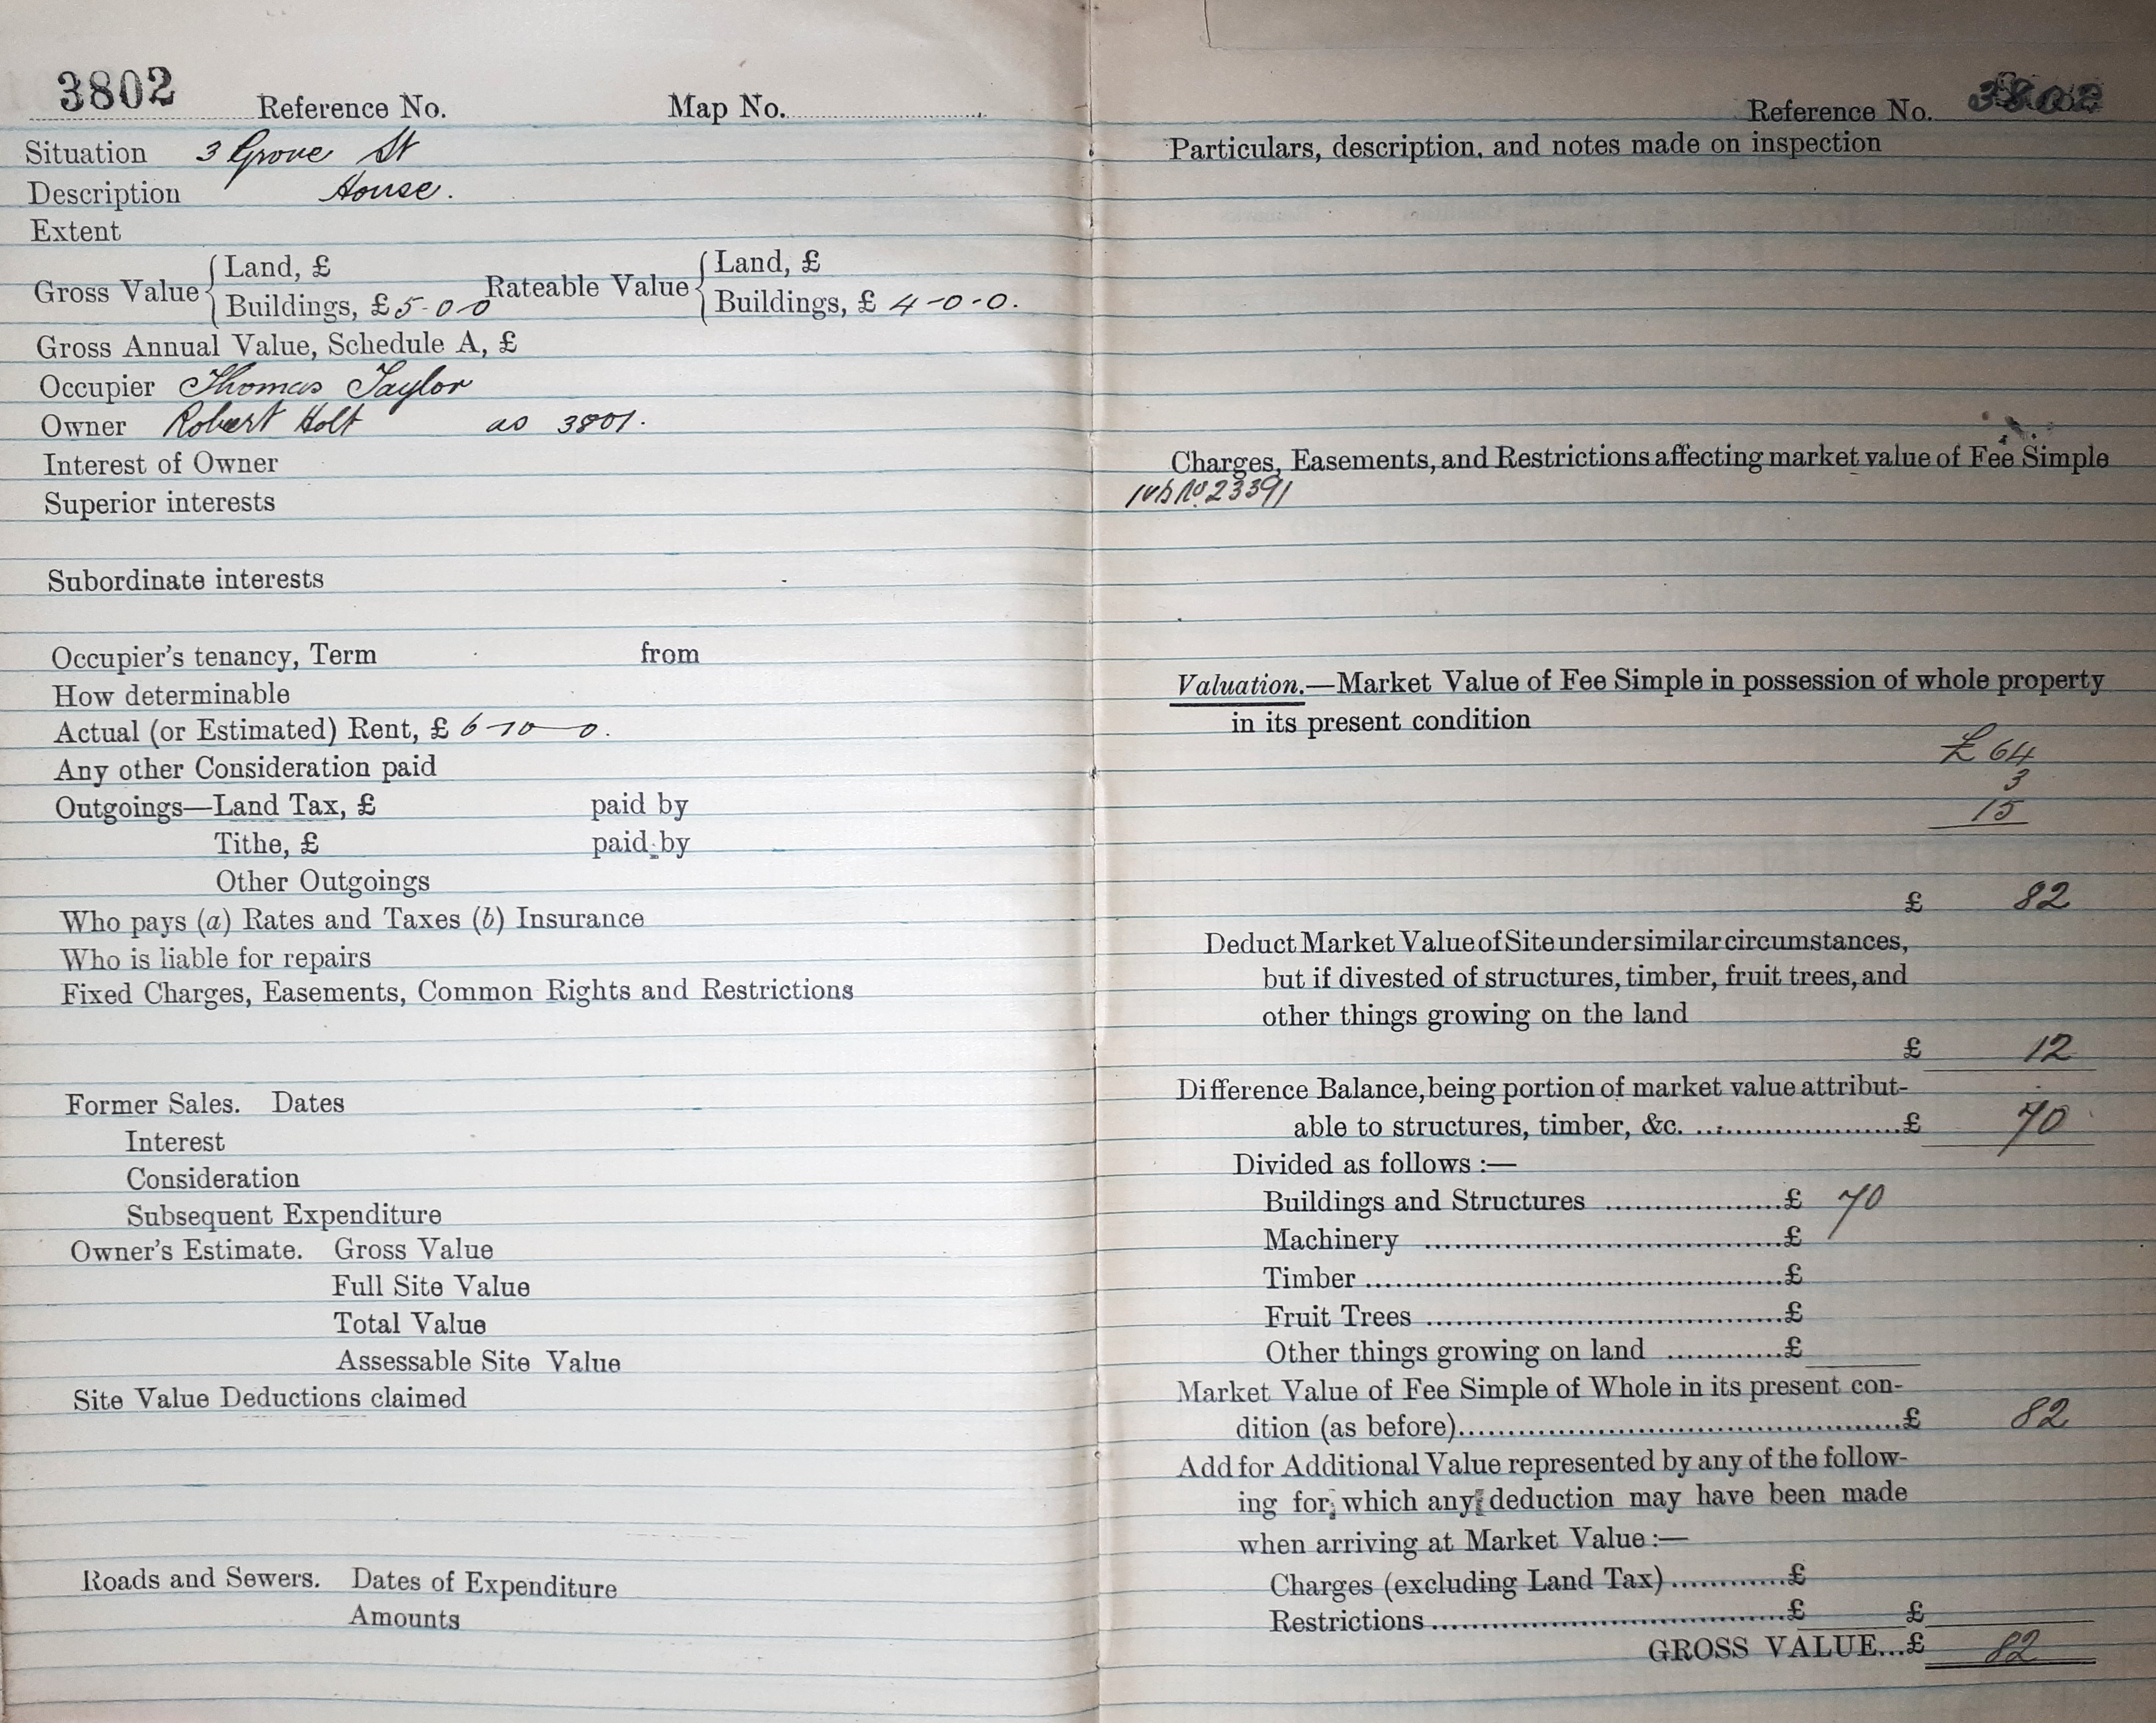 3802 Reference No. Map No.
Situation 3 Grove St
Description House.
Extent
Gross Value { Land, £ Rateable Value { Land, £
Buildings, £ 5-0-0 Buildings, £ 4-0-0.
Gross Annual Value, Schedule A, £
Occupier Thomas Taylor
Owner Robert Holt as 3801.
Interest of Owner
Superior interests
Subordinate interests
Occupier's tenancy, Term from
How determinable
Actual (or Estimated) Rent, £ 6-10-0.
Any other Consideration paid
Outgoings—Land Tax, £ paid by
Tithe, £ paid by
Other Outgoings
Who pays (a) Rates and Taxes (b) Insurance
Who is liable for repairs
Fixed Charges, Easements, Common Rights and Restrictions
Former Sales. Dates
Interest
Consideration
Subsequent Expenditure
Owner's Estimate. Gross Value
Full Site Value
Total Value
Assessable Site Value
Site Value Deductions claimed
Roads and Sewers. Dates of Expenditure
Amounts
Reference No. 3802
Particulars, description, and notes made on inspection
Charges, Easements, and Restrictions affecting market value of Fee Simple
No. 23391
Valuation.—Market Value of Fee Simple in possession of whole property
in its present condition
£ 64
3
15
£ 82
Deduct Market Value of Site under similar circumstances,
but if divested of structures, timber, fruit trees, and
other things growing on the land
£ 12
Difference Balance, being portion of market value attribut-
able to structures, timber, &c. ....................£ 70
Divided as follows :—
Buildings and Structures ...................£ 70
Machinery ......................................£
Timber ............................................£
Fruit Trees ......................................£
Other things growing on land ............£
Market Value of Fee Simple of Whole in its present con-
dition (as before)..............................................£ 82
Add for Additional Value represented by any of the follow-
ing for which any deduction may have been made
when arriving at Market Value :—
Charges (excluding Land Tax)............£
Restrictions......................................£ £
GROSS VALUE...£ 82